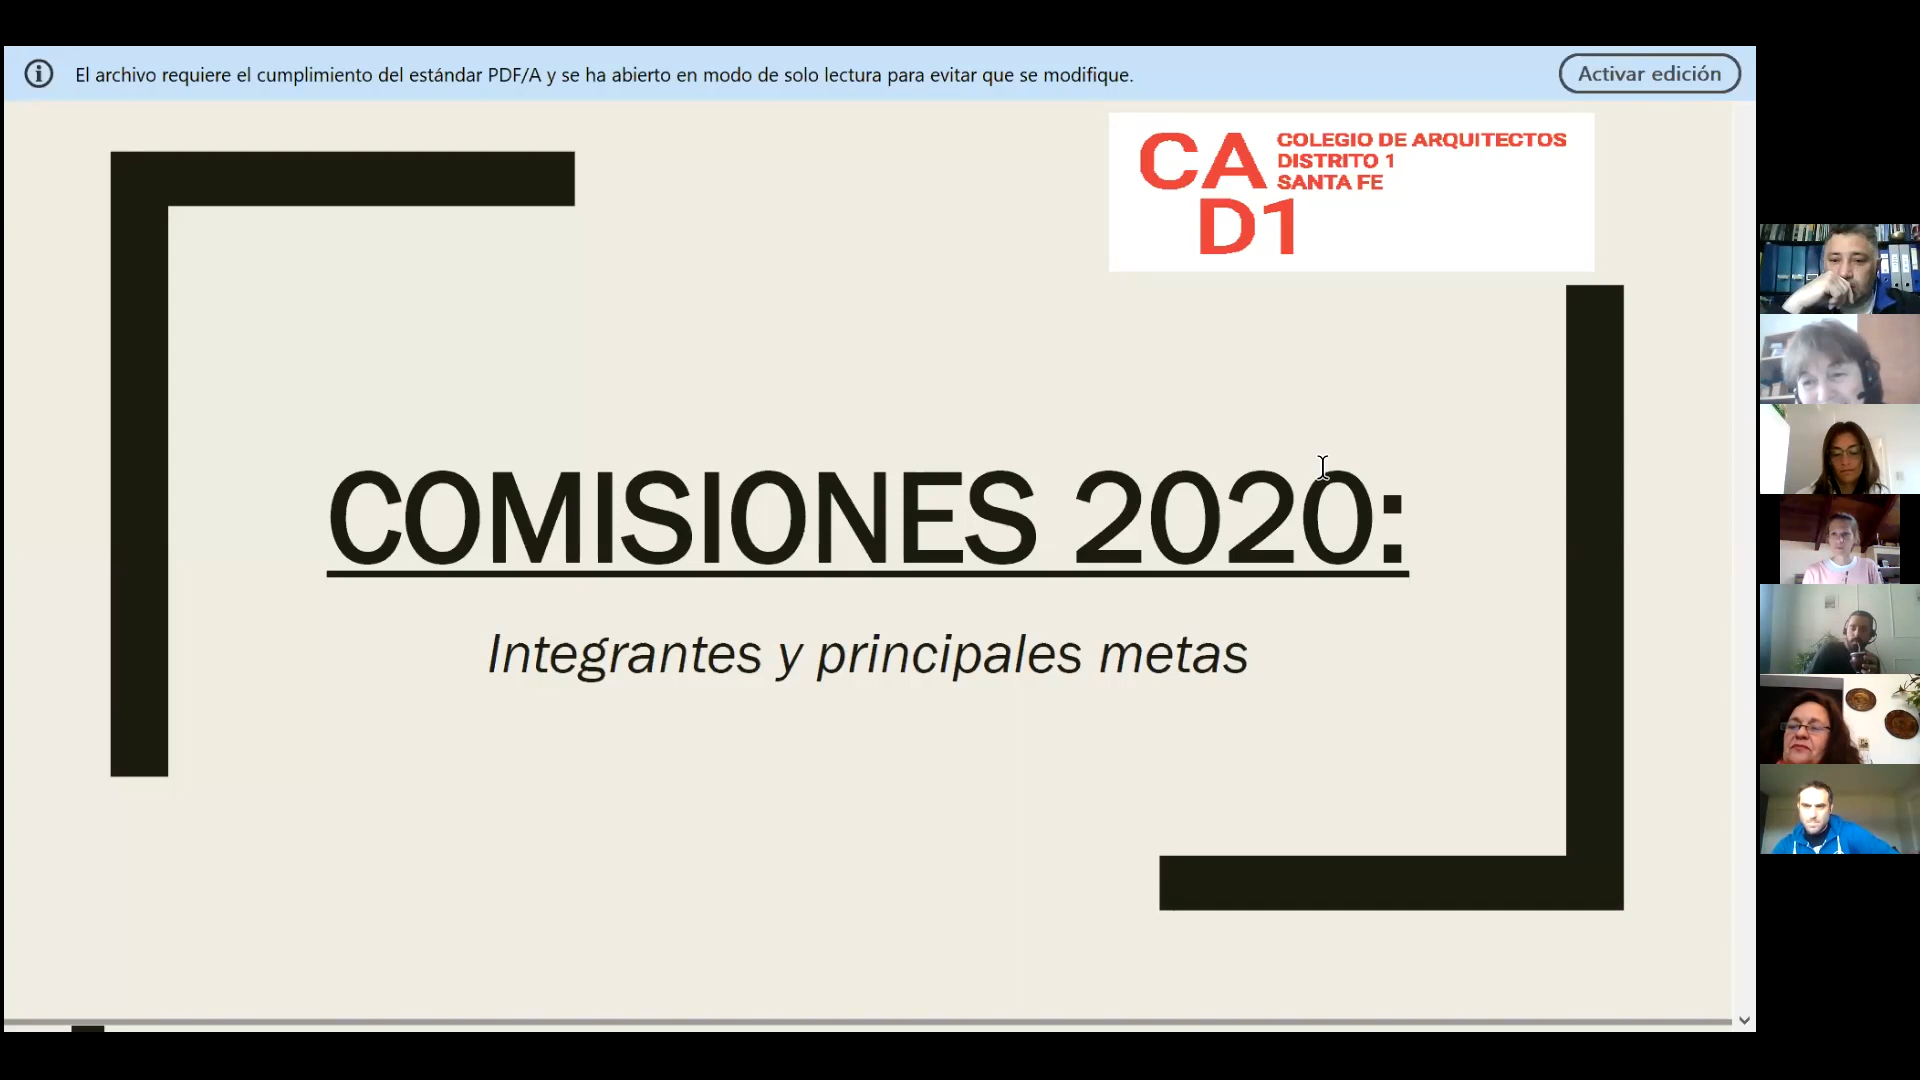 El archivo requiere el cumplimiento del estándar PDF/A y se ha abierto en modo de solo lectura para evitar que se modifique.
Activar edición
CA
D1
COLEGIO DE ARQUITECTOS
DISTRITO 1
SANTA FE
COMISIONES 2020:
Integrantes y principales metas